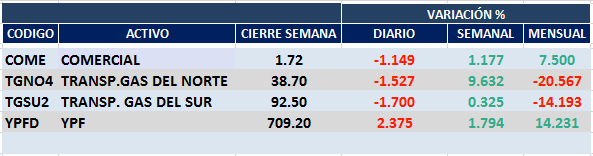 VARIACIÓN %
CODIGO ACTIVO CIERRE SEMANA DIARIO SEMANAL MENSUAL
COME COMERCIAL 1.72 -1.149 1.177 7.500
TGNO4 TRANSP.GAS DEL NORTE 38.70 -1.527 9.632 -20.567
TGSU2 TRANSP. GAS DEL SUR 92.50 -1.700 0.325 -14.193
YPFD YPF 709.20 2.375 1.794 14.231